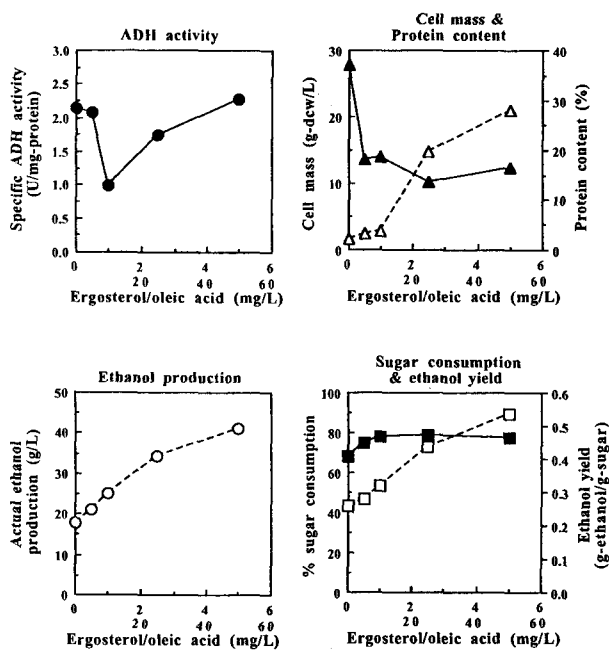 ADH activity
3.0
2.5
2.0
1.5
1.0
0.5
0.0
Specific ADH activity
(U/mg-protein)
0 2 4 6
20 40 60
Ergosterol/oleic acid (mg/L)
Cell mass &
Protein content
30
20
10
0
Cell mass (g-dcw/L)
40
30
20
10
0
Protein content (%)
0 2 4 6
20 40 60
Ergosterol/oleic acid (mg/L)
Ethanol production
50
40
30
20
10
0
Actual ethanol
production (g/L)
0 2 4 6
20 40 60
Ergosterol/oleic acid (mg/L)
Sugar consumption
& ethanol yield
100
80
60
40
20
0
% sugar consumption
0.6
0.5
0.4
0.3
0.2
0.1
0.0
Ethanol yield
(g-ethanol/g-sugar)
0 2 4 6
20 40 60
Ergosterol/oleic acid (mg/L)